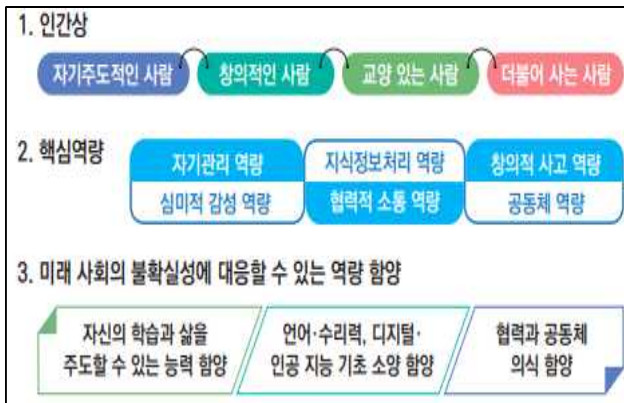 1. 인간상
자기주도적인 사람 창의적인 사람 교양 있는 사람 더불어 사는 사람
2. 핵심역량
자기관리 역량 지식정보처리 역량 창의적 사고 역량
심미적 감성 역량 협력적 소통 역량 공동체 역량
3. 미래 사회의 불확실성에 대응할 수 있는 역량 함양
자신의 학습과 삶을
주도할 수 있는 능력 함양
언어·수리력, 디지털·
인공 지능 기초 소양 함양
협력과 공동체
의식 함양